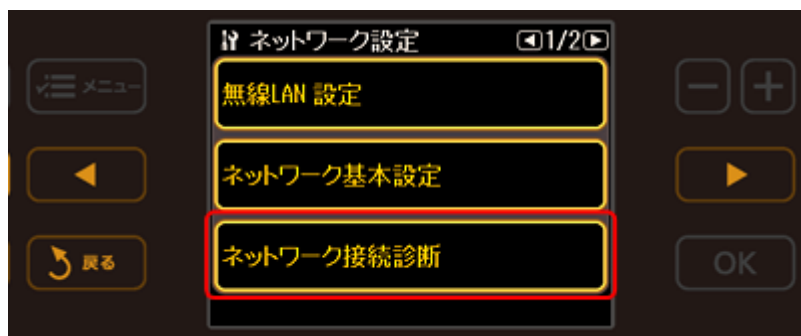 ネットワーク設定 1/2
メニュー
無線LAN 設定
ネットワーク基本設定
ネットワーク接続診断
戻る
OK